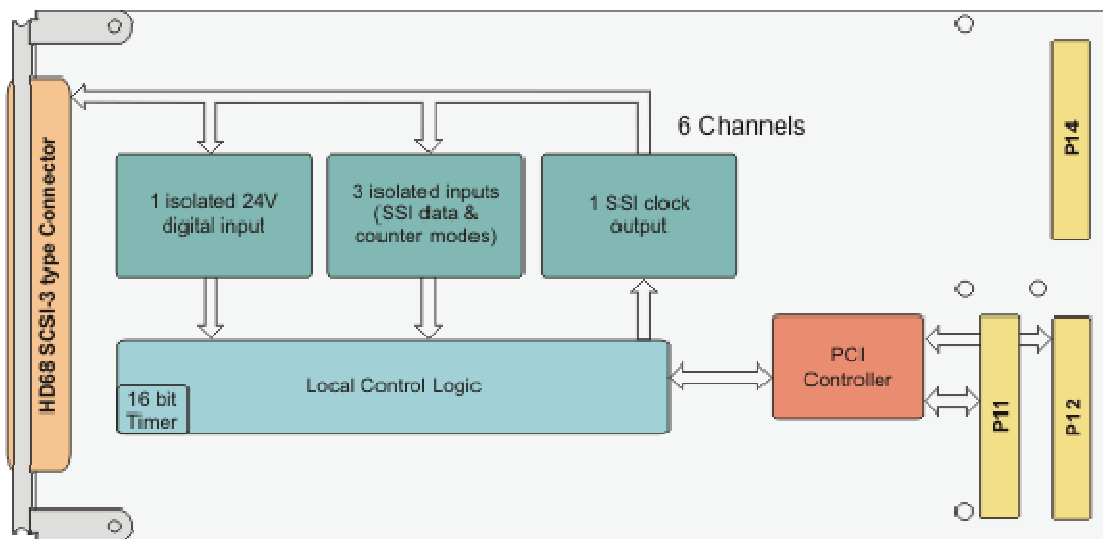 HD68 SCSI-3 type Connector
6 Channels
1 isolated 24V
digital input
3 isolated inputs
(SSI data &
counter modes)
1 SSI clock
output
Local Control Logic
16 bit
Timer
PCI
Controller
P14
P11
P12